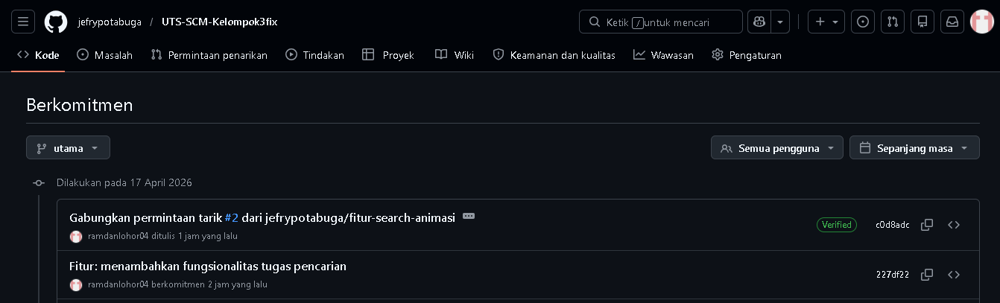 jefrypotabuga / UTS-SCM-Kelompok3fix
Ketik / untuk mencari
Kode Masalah Permintaan penarikan Tindakan Proyek Wiki Keamanan dan kualitas Wawasan Pengaturan
Berkomitmen
utama
Semua pengguna
Sepanjang masa
Dilakukan pada 17 April 2026
Gabungkan permintaan tarik #2 dari jefrypotabuga/fitur-search-animasi
ramdanlohor04 ditulis 1 jam yang lalu
Verified
c0d8adc
Fitur: menambahkan fungsionalitas tugas pencarian
ramdanlohor04 berkomitmen 2 jam yang lalu
227df22